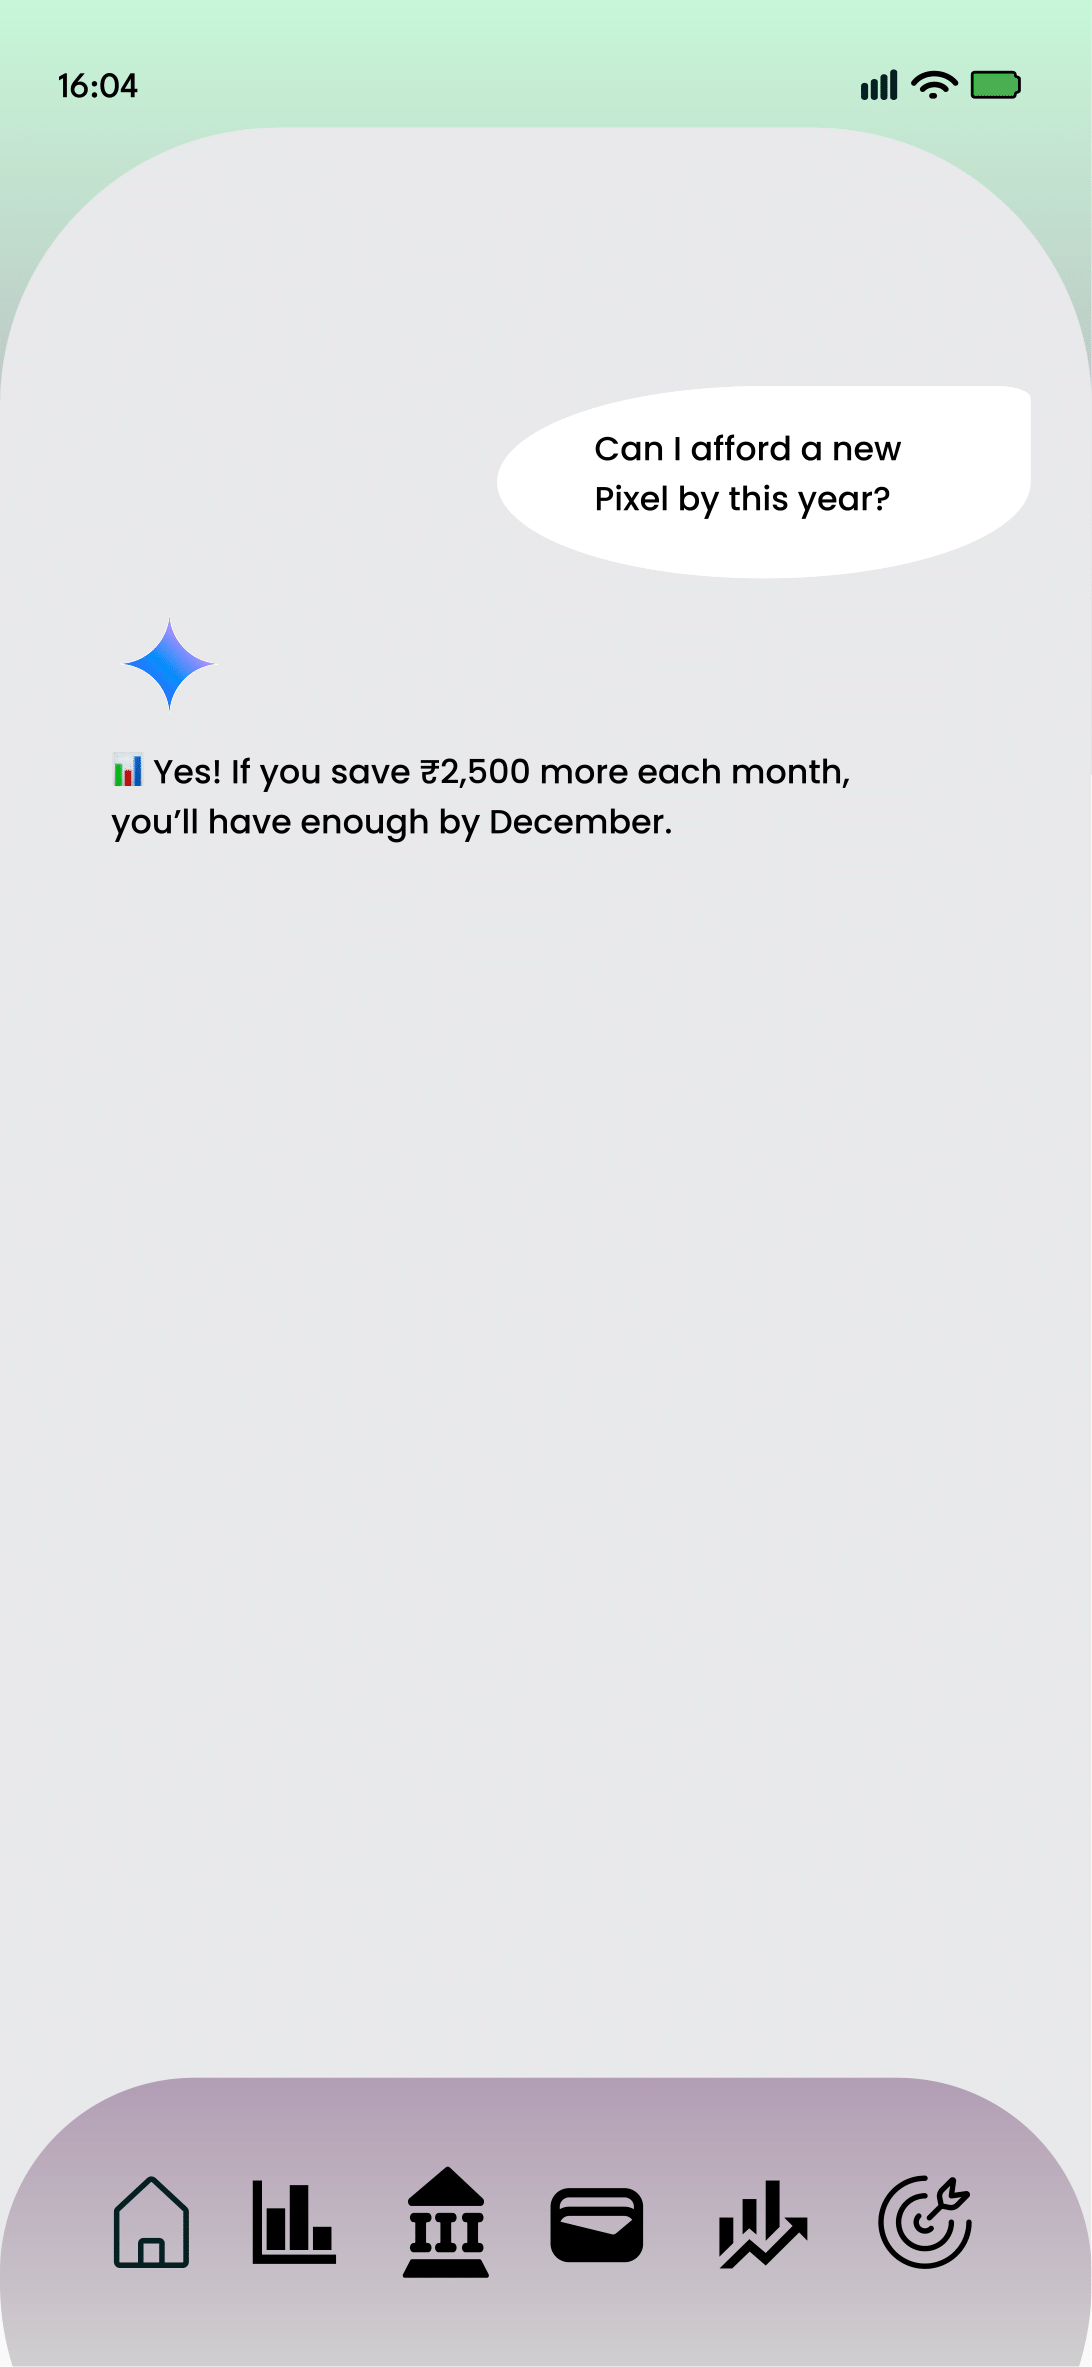 16:04
Can I afford a new
Pixel by this year?
📊 Yes! If you save ₹2,500 more each month,
you’ll have enough by December.